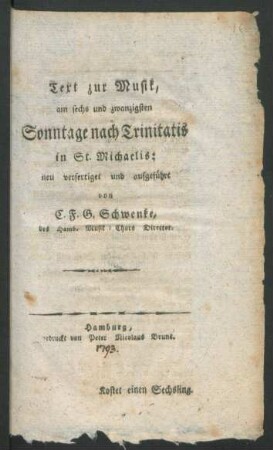 Text zur Musik,
am sechs und zwanzigsten
Sonntage nach Trinitatis
in St. Michaelis:
neu verfertiget und aufgeführt
von
C. F. G. Schwenke,
des Hamb. Musik-Chors Director.
Hamburg,
gedruckt von Peter Nicolaus Bruns.
1793.
Kostet einen Sechsling.